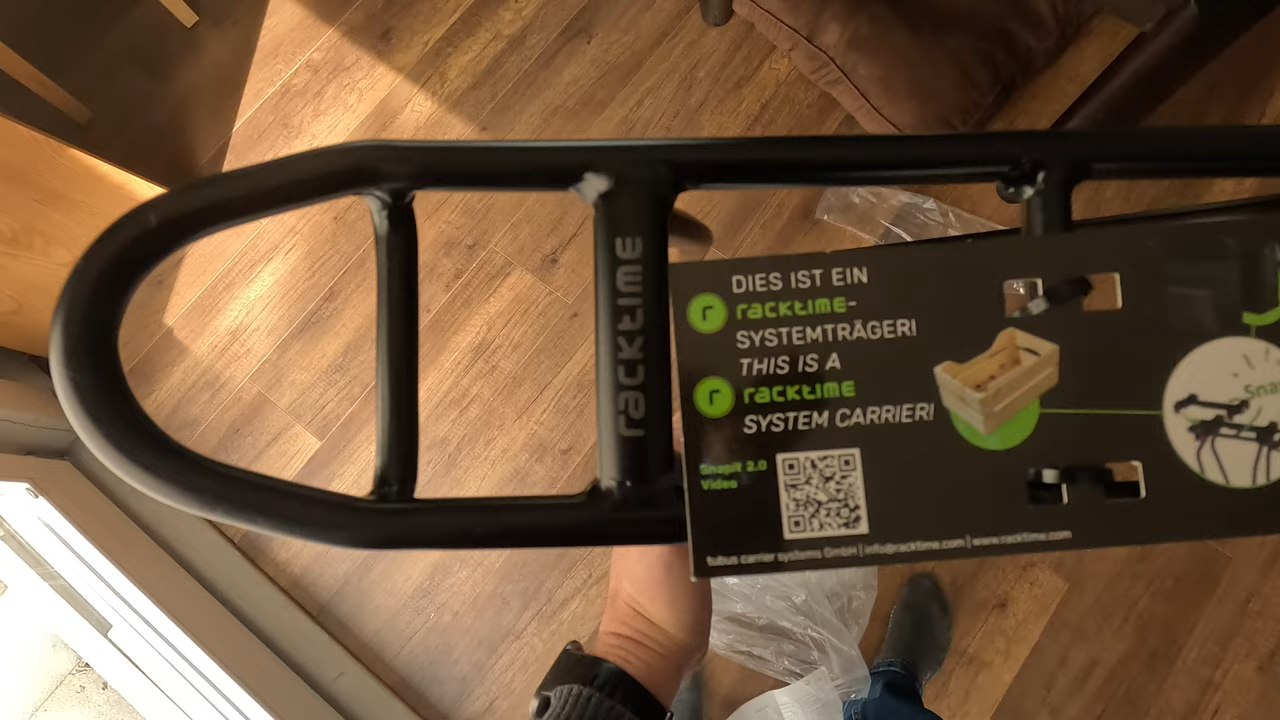 racktime
DIES IST EIN
racktime-
SYSTEMTRÄGER!
THIS IS A
racktime
SYSTEM CARRIER!
Snapit 2.0
Video
tubus carrier systems GmbH | info@racktime.com | www.racktime.com
Sna